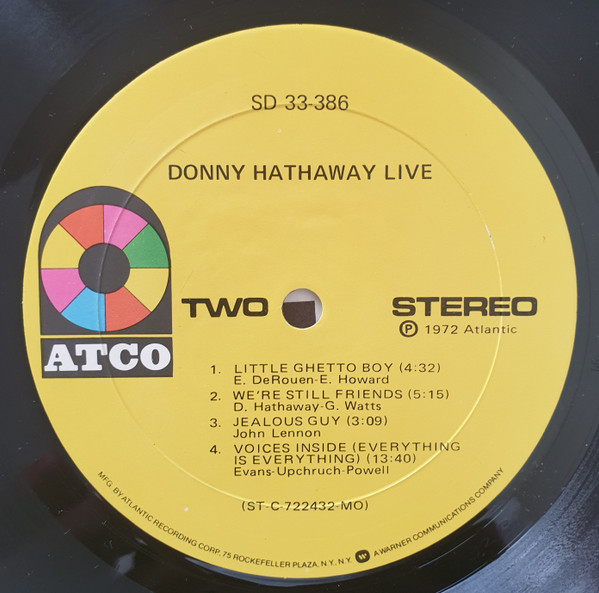 SD 33-386
DONNY HATHAWAY LIVE
ATCO
TWO
STEREO
Ⓟ 1972 Atlantic
1. LITTLE GHETTO BOY (4:32)
E. DeRouen-E. Howard
2. WE'RE STILL FRIENDS (5:15)
D. Hathaway-G. Watts
3. JEALOUS GUY (3:09)
John Lennon
4. VOICES INSIDE (EVERYTHING
IS EVERYTHING) (13:40)
Evans-Upchruch-Powell
(ST-C-722432-MO)
MFG. BY ATLANTIC RECORDING CORP. 75 ROCKEFELLER PLAZA, N.Y., N.Y. W A WARNER COMMUNICATIONS COMPANY